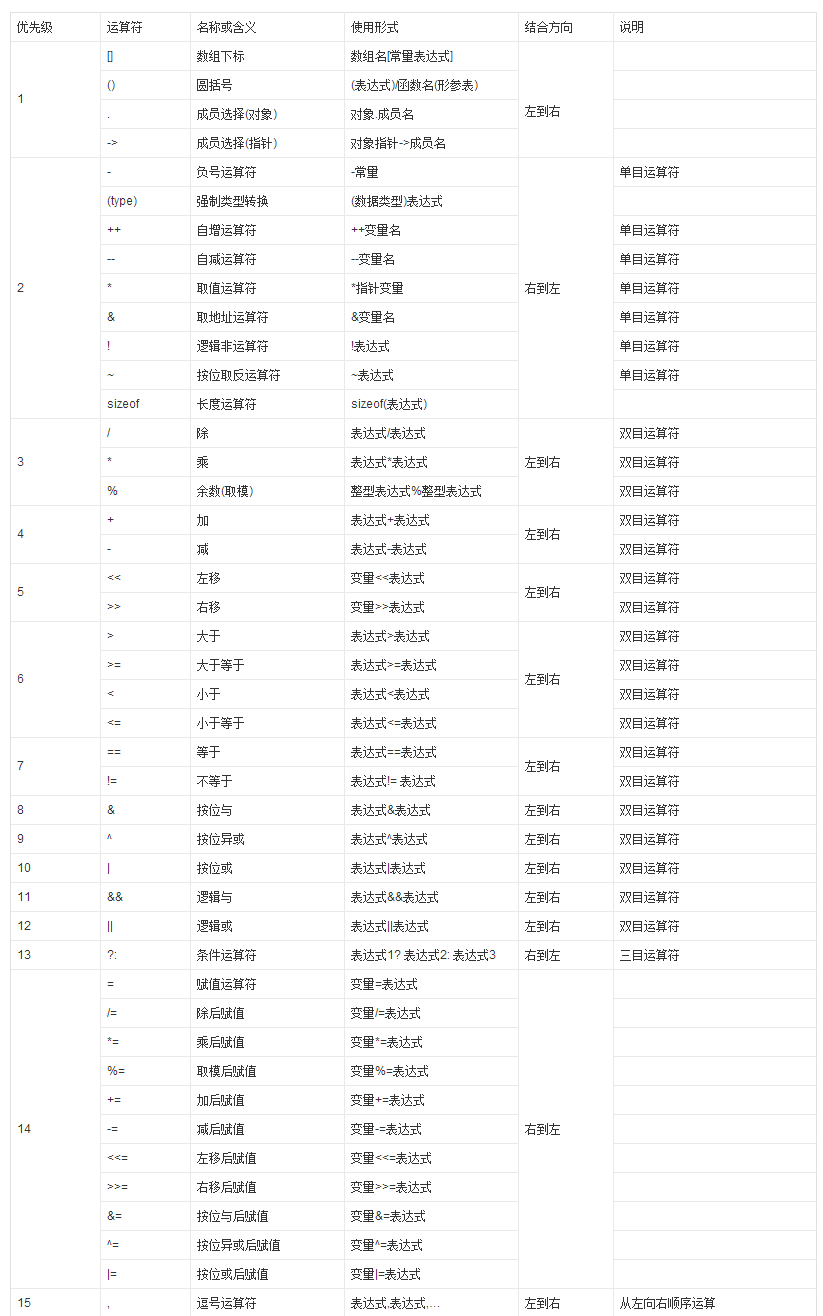 优先级 运算符 名称或含义 使用形式 结合方向 说明
1 [] 数组下标 数组名[常量表达式] 左到右
() 圆括号 (表达式)/函数名(形参表)
. 成员选择(对象) 对象.成员名
-> 成员选择(指针) 对象指针->成员名
2 - 负号运算符 -常量 右到左 单目运算符
(type) 强制类型转换 (数据类型)表达式
++ 自增运算符 ++变量名 单目运算符
-- 自减运算符 --变量名 单目运算符
* 取值运算符 *指针变量 单目运算符
& 取地址运算符 &变量名 单目运算符
! 逻辑非运算符 !表达式 单目运算符
~ 按位取反运算符 ~表达式 单目运算符
sizeof 长度运算符 sizeof(表达式)
3 / 除 表达式/表达式 左到右 双目运算符
* 乘 表达式*表达式 双目运算符
% 余数(取模) 整型表达式%整型表达式 双目运算符
4 + 加 表达式+表达式 左到右 双目运算符
- 减 表达式-表达式 双目运算符
5 << 左移 变量<<表达式 左到右 双目运算符
>> 右移 变量>>表达式 双目运算符
6 > 大于 表达式>表达式 左到右 双目运算符
>= 大于等于 表达式>=表达式 双目运算符
< 小于 表达式<表达式 双目运算符
<= 小于等于 表达式<=表达式 双目运算符
7 == 等于 表达式==表达式 左到右 双目运算符
!= 不等于 表达式!= 表达式 双目运算符
8 & 按位与 表达式&表达式 左到右 双目运算符
9 ^ 按位异或 表达式^表达式 左到右 双目运算符
10 | 按位或 表达式|表达式 左到右 双目运算符
11 && 逻辑与 表达式&&表达式 左到右 双目运算符
12 || 逻辑或 表达式||表达式 左到右 双目运算符
13 ?: 条件运算符 表达式1? 表达式2: 表达式3 右到左 三目运算符
14 = 赋值运算符 变量=表达式 右到左
/= 除后赋值 变量/=表达式
*= 乘后赋值 变量*=表达式
%= 取模后赋值 变量%=表达式
+= 加后赋值 变量+=表达式
-= 减后赋值 变量-=表达式
<<= 左移后赋值 变量<<=表达式
>>= 右移后赋值 变量>>=表达式
&= 按位与后赋值 变量&=表达式
^= 按位异或后赋值 变量^=表达式
|= 按位或后赋值 变量|=表达式
15 , 逗号运算符 表达式,表达式,… 左到右 从左向右顺序运算